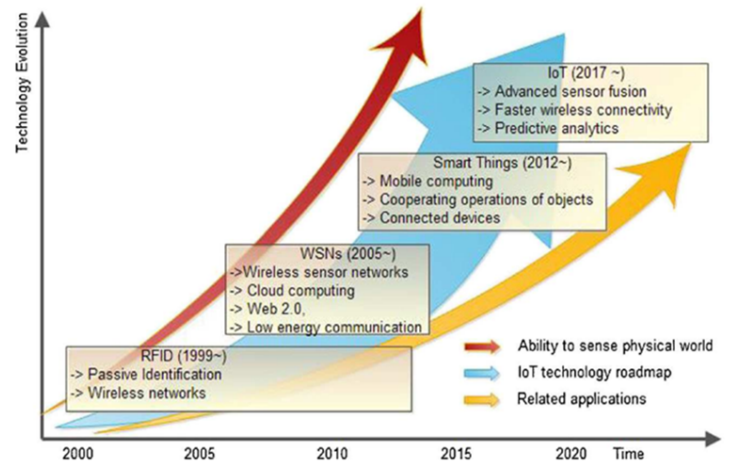 Technology Evolution
IoT (2017 ~)
-> Advanced sensor fusion
-> Faster wireless connectivity
-> Predictive analytics
Smart Things (2012~)
-> Mobile computing
-> Cooperating operations of objects
-> Connected devices
WSNs (2005~)
->Wireless sensor networks
-> Cloud computing
-> Web 2.0,
-> Low energy communication
RFID (1999~)
-> Passive Identification
-> Wireless networks
Ability to sense physical world
IoT technology roadmap
Related applications
2000 2005 2010 2015 2020 Time